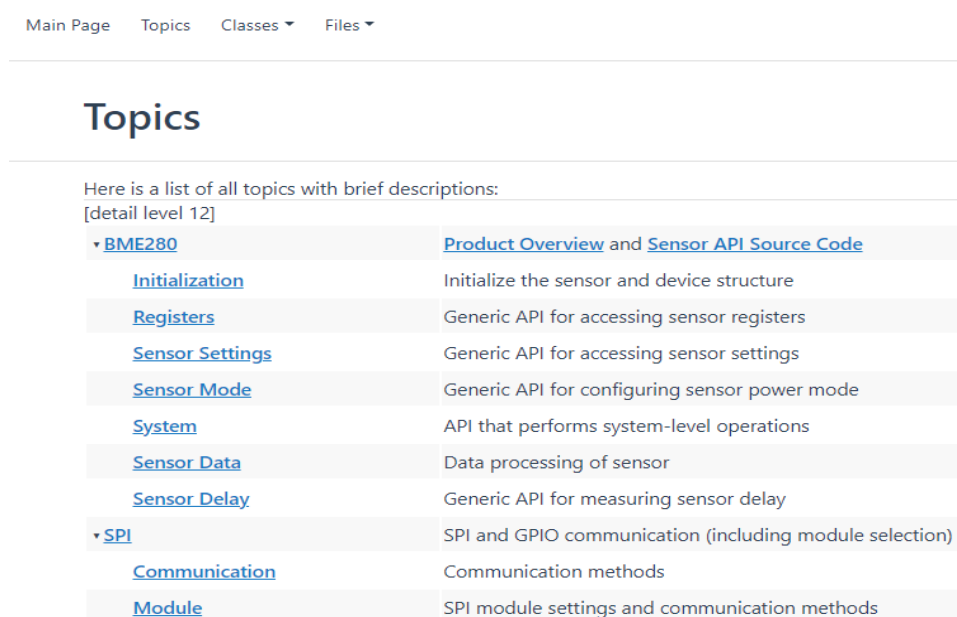 Main Page Topics Classes Files
Topics
Here is a list of all topics with brief descriptions:
[detail level 12]
BME280 Product Overview and Sensor API Source Code
Initialization Initialize the sensor and device structure
Registers Generic API for accessing sensor registers
Sensor Settings Generic API for accessing sensor settings
Sensor Mode Generic API for configuring sensor power mode
System API that performs system-level operations
Sensor Data Data processing of sensor
Sensor Delay Generic API for measuring sensor delay
SPI SPI and GPIO communication (including module selection)
Communication Communication methods
Module SPI module settings and communication methods